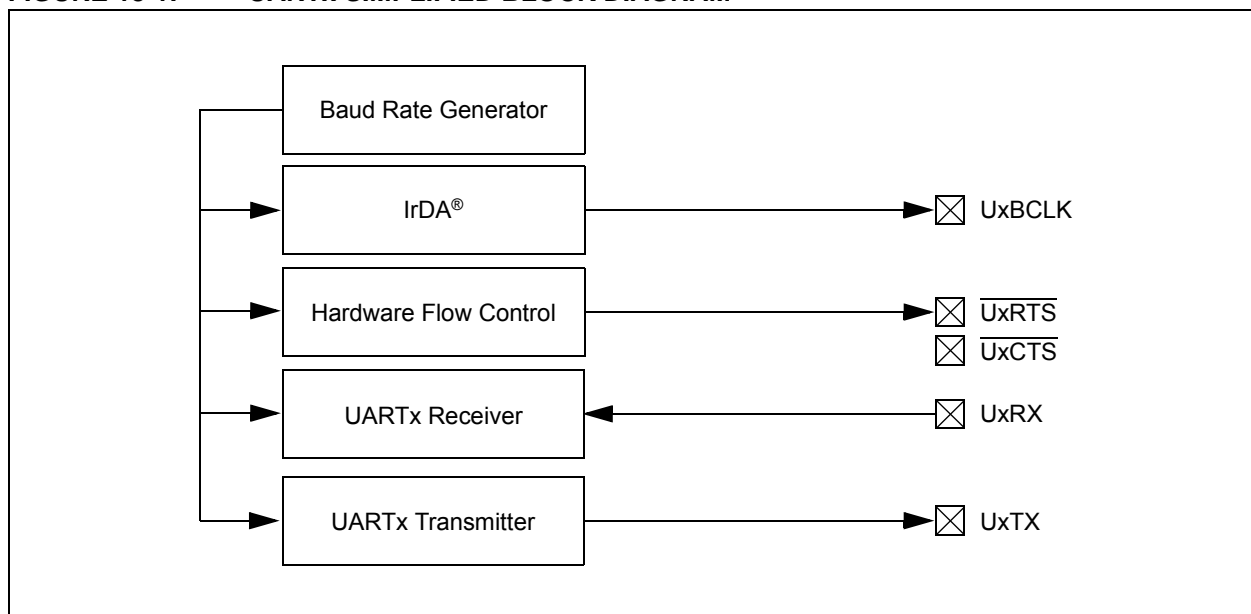 Baud Rate Generator
IrDA®
UxBCLK
Hardware Flow Control
UxRTS
UxCTS
UARTx Receiver
UxRX
UARTx Transmitter
UxTX